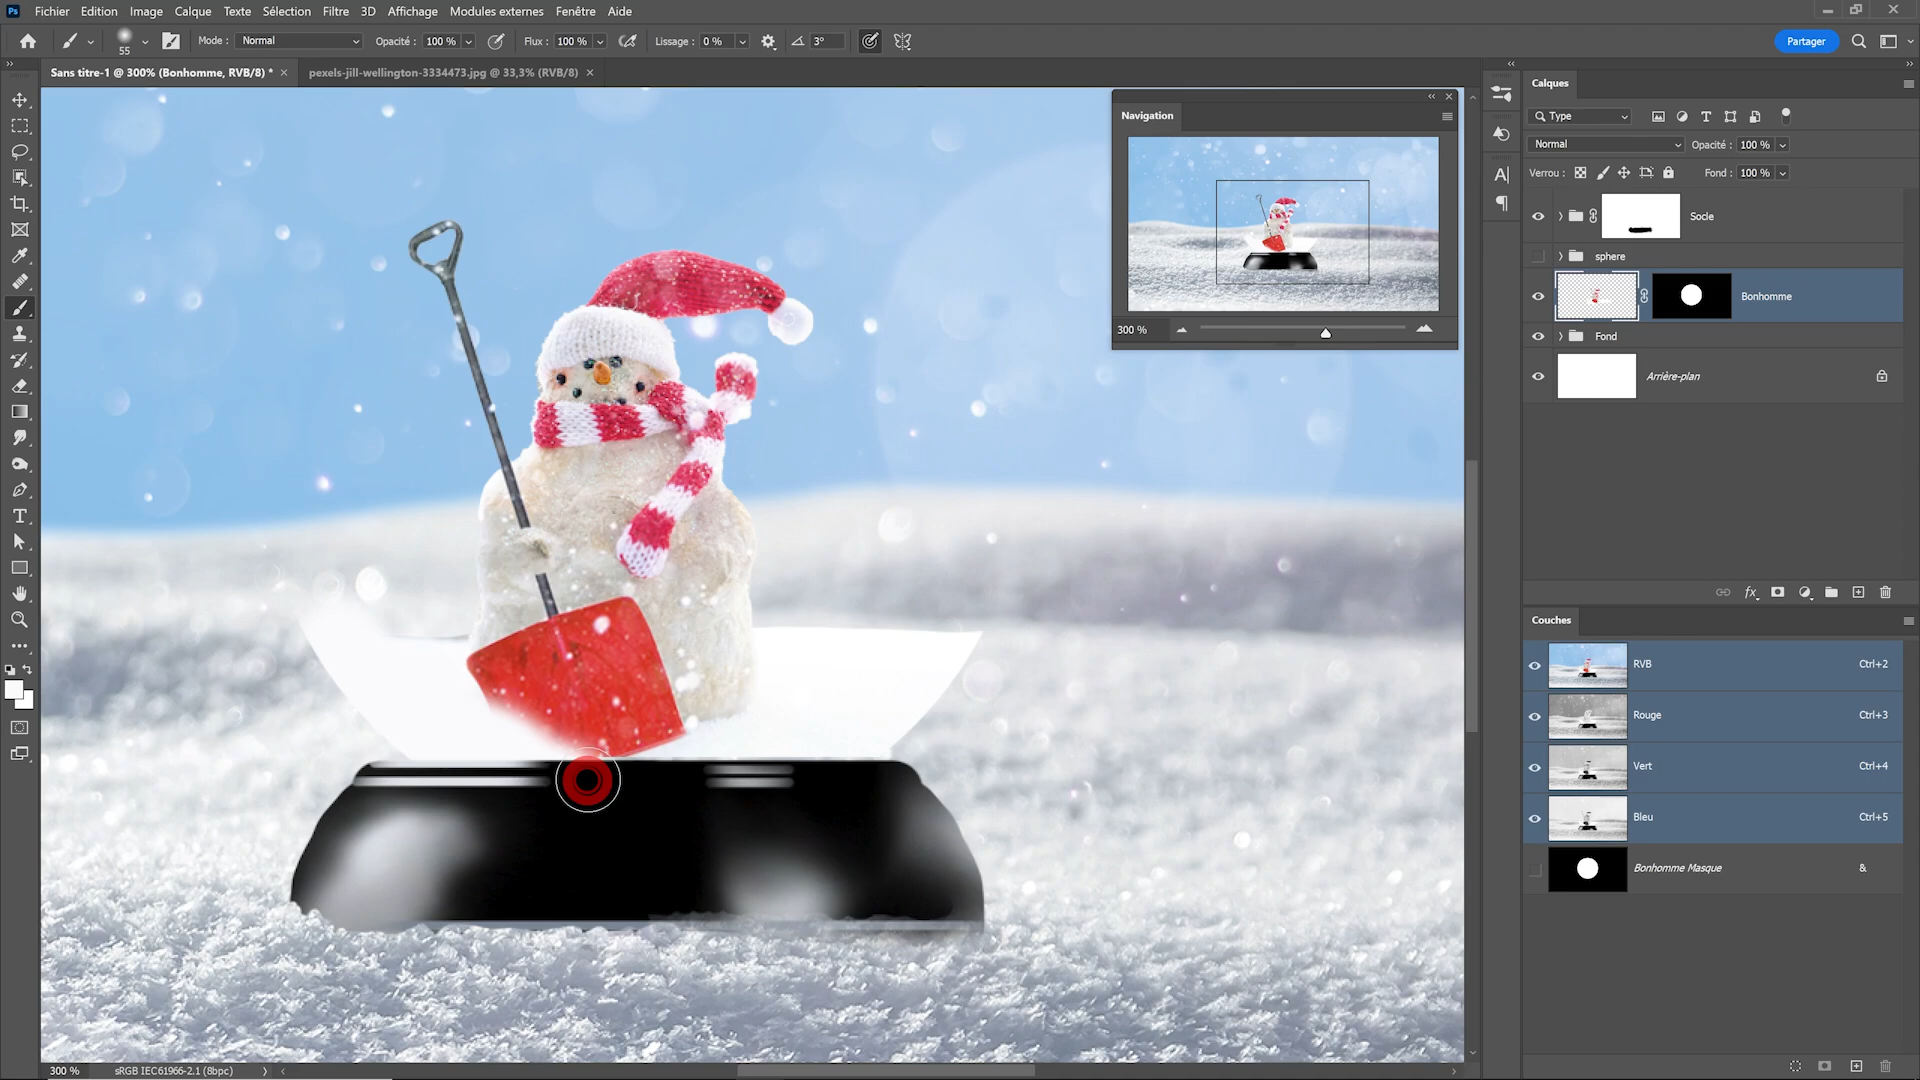 Ps Fichier Edition Image Calque Texte Sélection Filtre 3D Affichage Modules externes Fenêtre Aide
55 Mode : Normal Opacité : 100 % Flux : 100 % Lissage : 0 % 3° Partager
Sans titre-1 @ 300% (Bonhomme, RVB/8) * pexels-jill-wellington-3334473.jpg @ 33,3% (RVB/8)
Navigation
300 %
Calques
Type
Normal Opacité : 100 %
Verrou : Fond : 100 %
Socle
sphere
Bonhomme
Fond
Arrière-plan
fx
Couches
RVB Ctrl+2
Rouge Ctrl+3
Vert Ctrl+4
Bleu Ctrl+5
Bonhomme Masque &
300 % sRGB IEC61966-2.1 (8bpc)